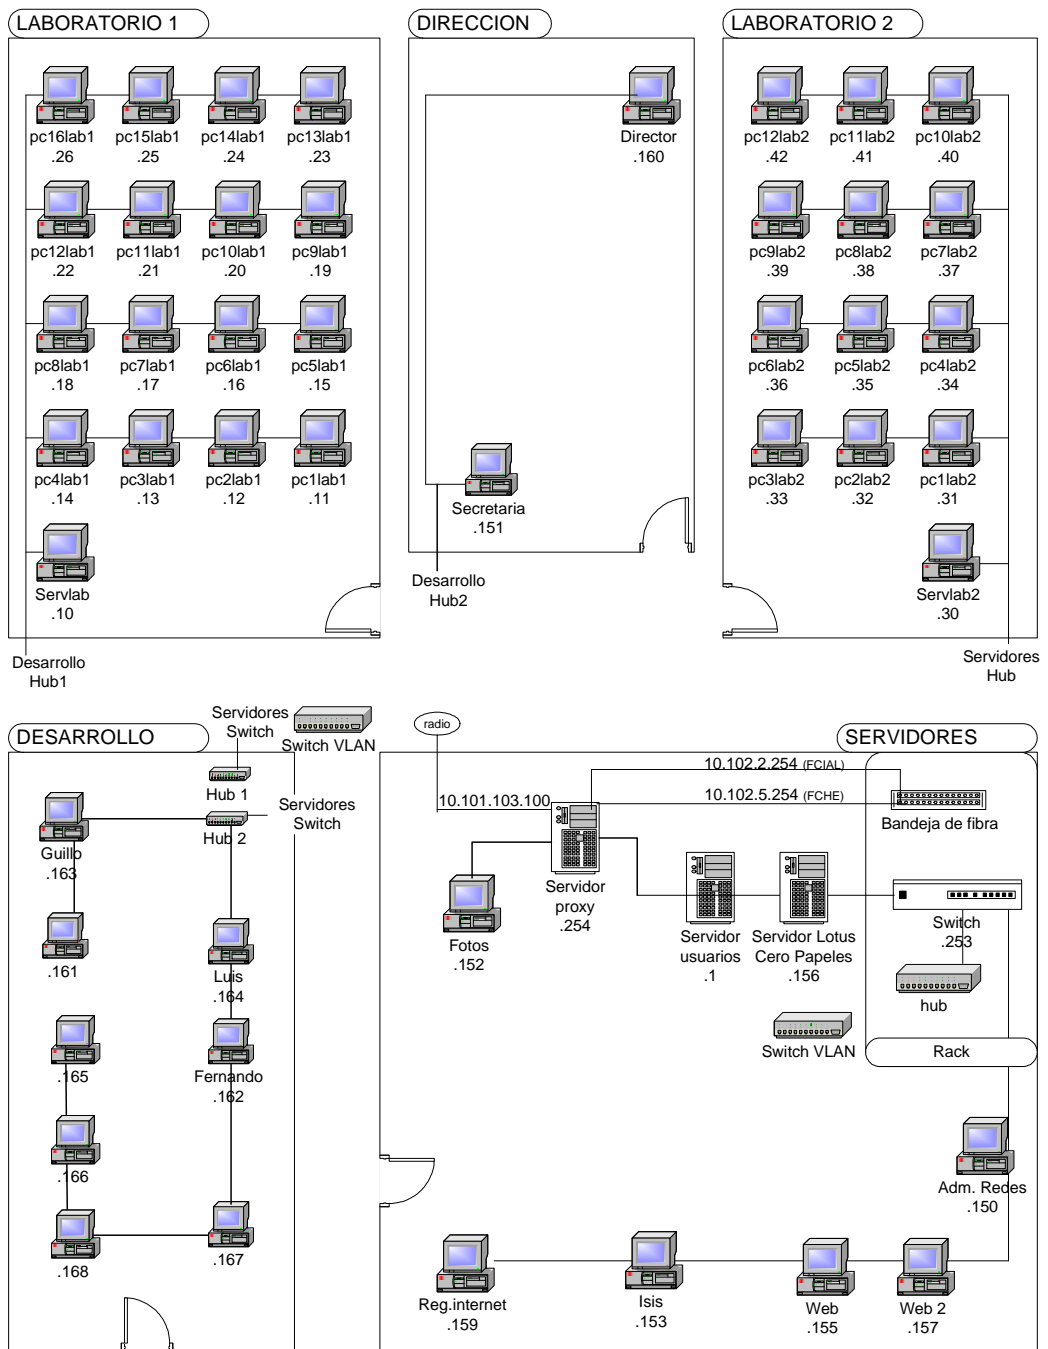 LABORATORIO 1
pc16lab1 pc15lab1 pc14lab1 pc13lab1
.26 .25 .24 .23
pc12lab1 pc11lab1 pc10lab1 pc9lab1
.22 .21 .20 .19
pc8lab1 pc7lab1 pc6lab1 pc5lab1
.18 .17 .16 .15
pc4lab1 pc3lab1 pc2lab1 pc1lab1
.14 .13 .12 .11
Servlab
.10
Desarrollo
Hub1
DIRECCION
Director
.160
Secretaria
.151
Desarrollo
Hub2
LABORATORIO 2
pc12lab2 pc11lab2 pc10lab2
.42 .41 .40
pc9lab2 pc8lab2 pc7lab2
.39 .38 .37
pc6lab2 pc5lab2 pc4lab2
.36 .35 .34
pc3lab2 pc2lab2 pc1lab2
.33 .32 .31
Servlab2
.30
Servidores
Hub
DESARROLLO
Servidores
Switch
Switch VLAN
Hub 1
Servidores
Switch
Hub 2
Guillo
.163
.161
Luis
.164
.165
Fernando
.162
.166
.168
.167
SERVIDORES
radio
10.101.103.100
10.102.2.254 (FCIAL)
10.102.5.254 (FCHE)
Bandeja de fibra
Servidor
proxy
.254
Fotos
.152
Servidor
usuarios
.1
Servidor Lotus
Cero Papeles
.156
Switch
.253
hub
Switch VLAN
Rack
Adm. Redes
.150
Reg.internet
.159
Isis
.153
Web
.155
Web 2
.157